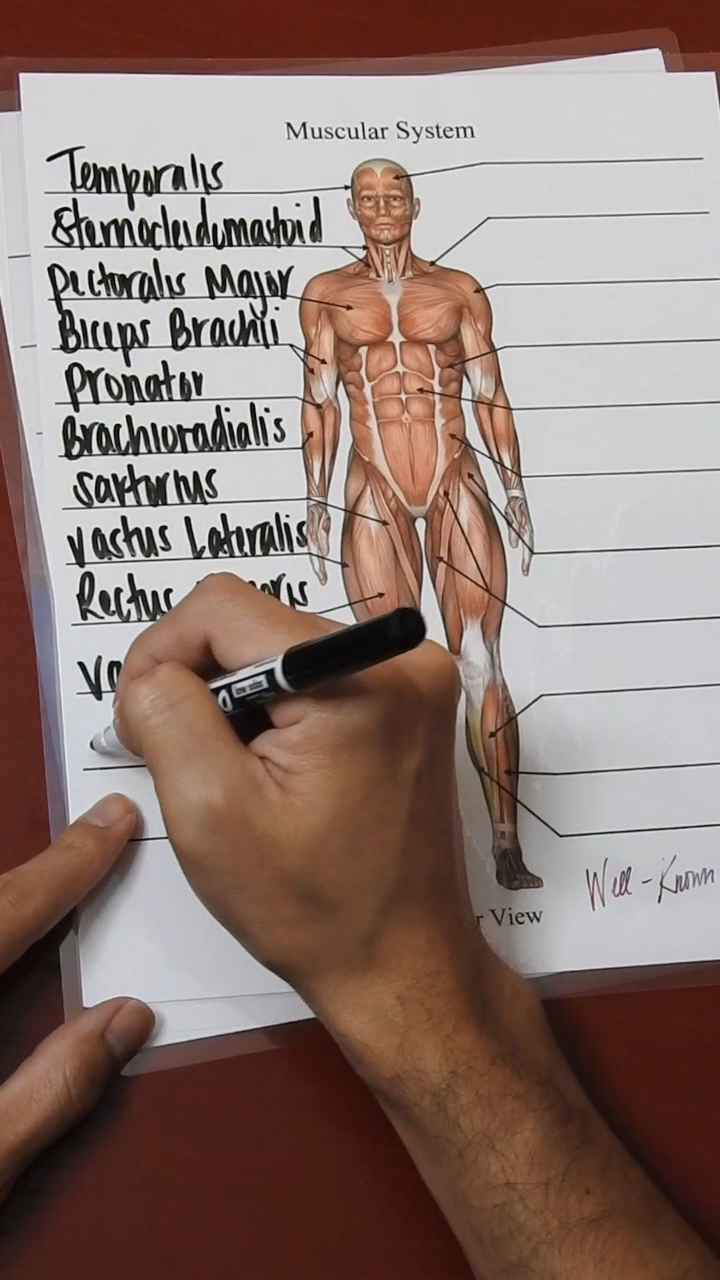 Muscular System
Temporalis
Sternocleidomastoid
Pectoralis Major
Biceps Brachii
Pronator
Brachioradialis
Sartorius
Vastus Lateralis
Rectus
View
Well-Known